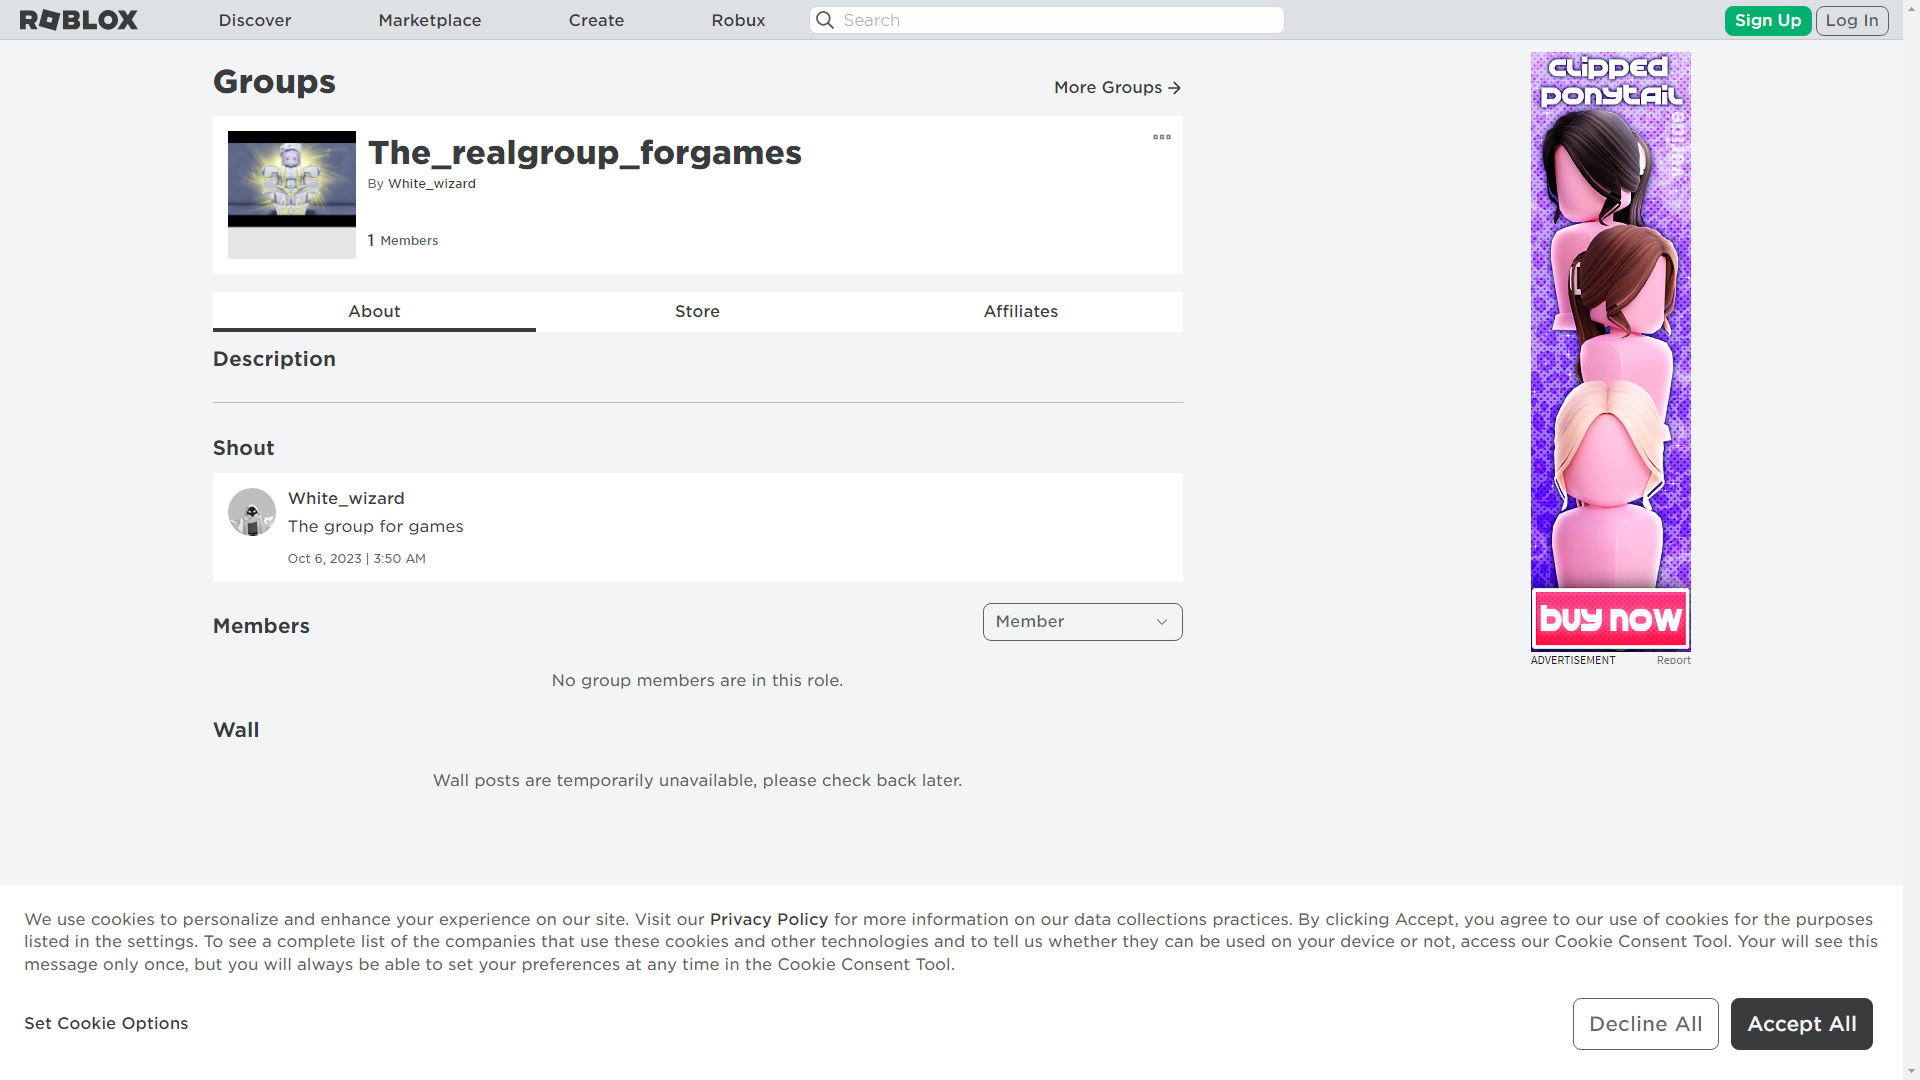 ROBLOX Discover Marketplace Create Robux Search Sign Up Log In
Groups
More Groups
The_realgroup_forgames
By White_wizard
1 Members
About Store Affiliates
Description
Shout
White_wizard
The group for games
Oct 6, 2023 | 3:50 AM
Members
Member
No group members are in this role.
Wall
Wall posts are temporarily unavailable, please check back later.
clipped
ponytail
buy now
ADVERTISEMENT Report
We use cookies to personalize and enhance your experience on our site. Visit our Privacy Policy for more information on our data collections practices. By clicking Accept, you agree to our use of cookies for the purposes
listed in the settings. To see a complete list of the companies that use these cookies and other technologies and to tell us whether they can be used on your device or not, access our Cookie Consent Tool. Your will see this
message only once, but you will always be able to set your preferences at any time in the Cookie Consent Tool.
Set Cookie Options
Decline All
Accept All